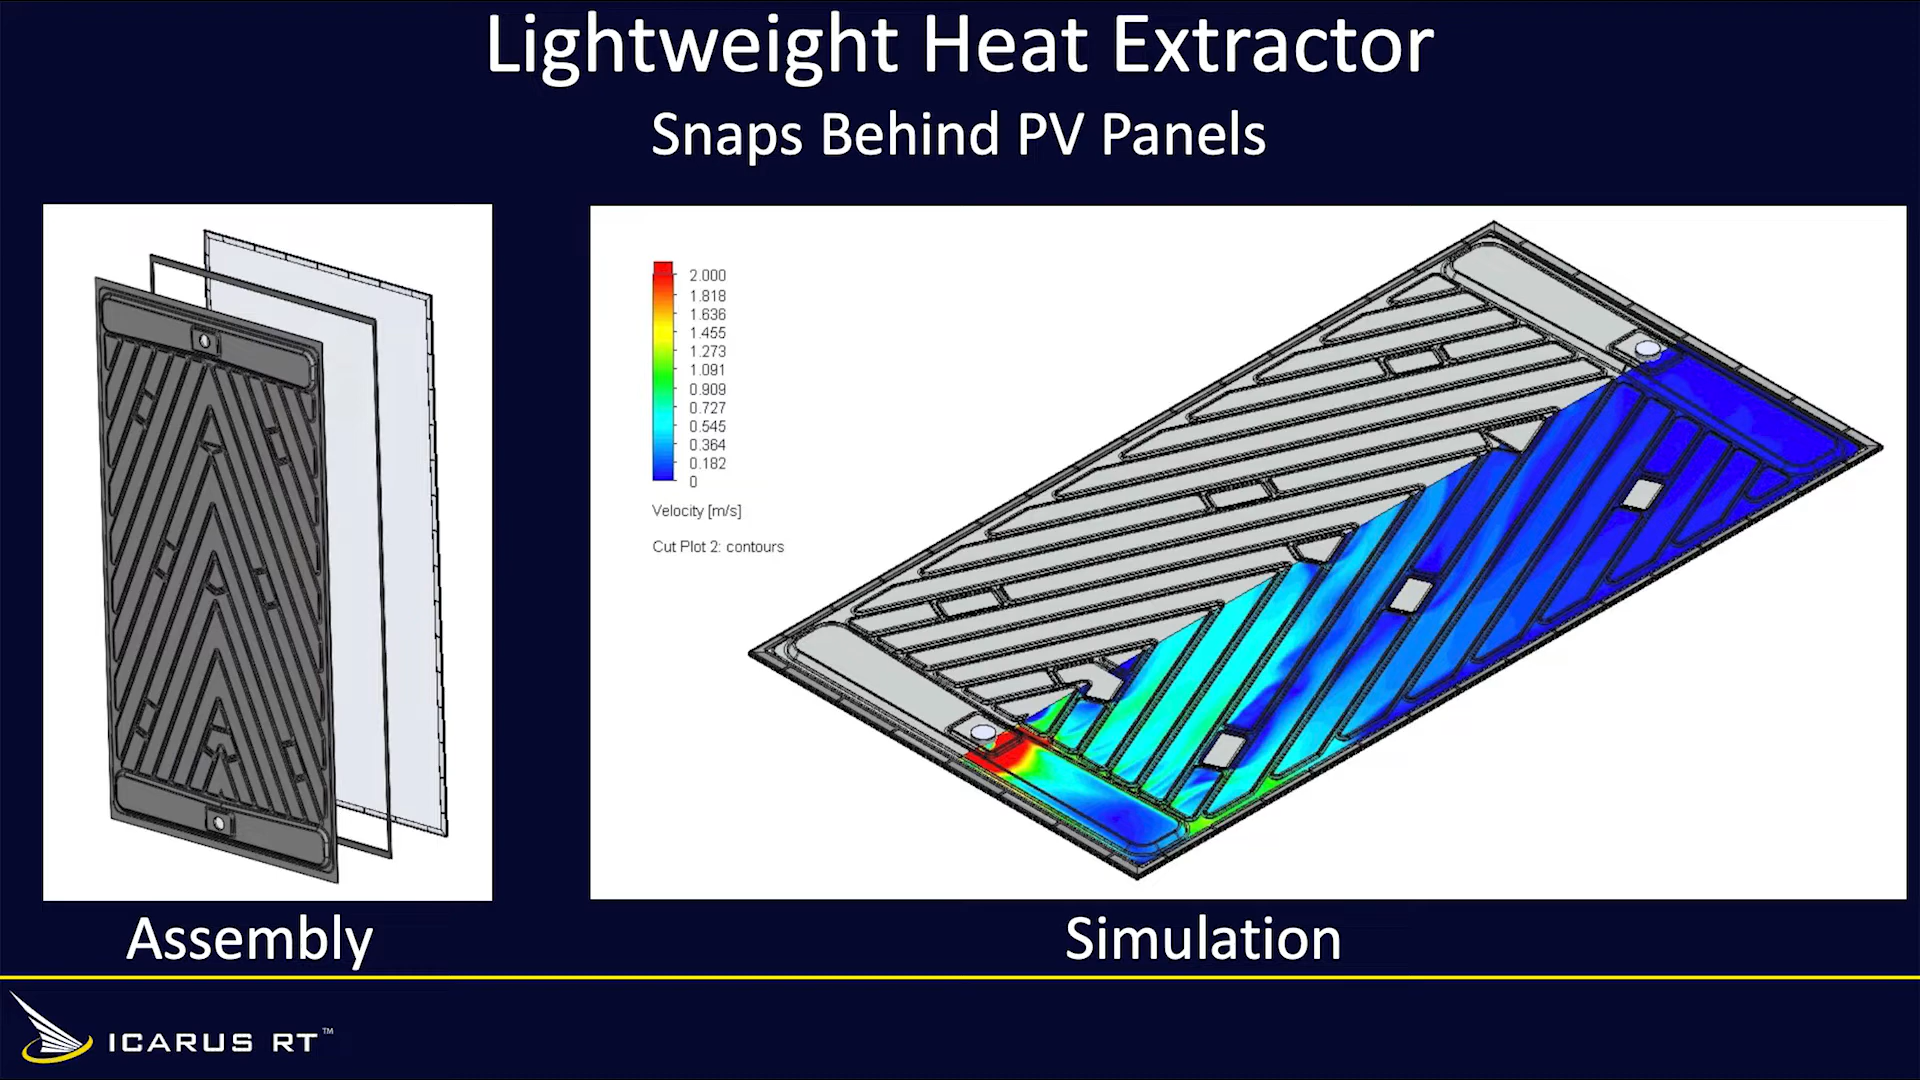 Lightweight Heat Extractor
Snaps Behind PV Panels
2.000
1.818
1.636
1.455
1.273
1.091
0.909
0.727
0.545
0.364
0.182
0
Velocity [m/s]
Cut Plot 2: contours
Assembly
Simulation
ICARUS RT™